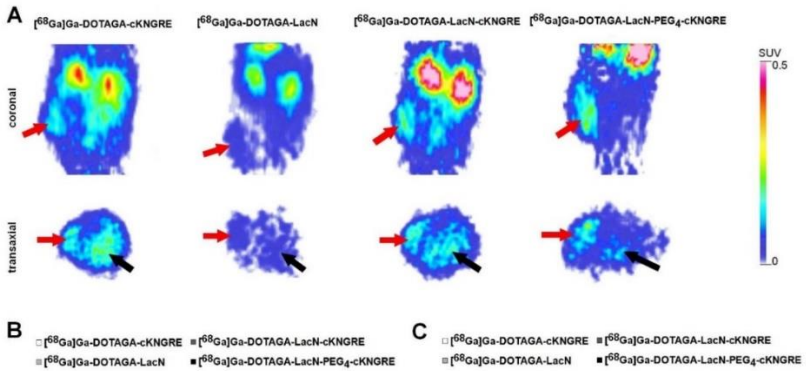 A
[⁶⁸Ga]Ga-DOTAGA-cKNGRE [⁶⁸Ga]Ga-DOTAGA-LacN [⁶⁸Ga]Ga-DOTAGA-LacN-cKNGRE [⁶⁸Ga]Ga-DOTAGA-LacN-PEG₄-cKNGRE
SUV
0.5
coronal
transaxial
0
B
[⁶⁸Ga]Ga-DOTAGA-cKNGRE [⁶⁸Ga]Ga-DOTAGA-LacN-cKNGRE
[⁶⁸Ga]Ga-DOTAGA-LacN [⁶⁸Ga]Ga-DOTAGA-LacN-PEG₄-cKNGRE
C
[⁶⁸Ga]Ga-DOTAGA-cKNGRE [⁶⁸Ga]Ga-DOTAGA-LacN-cKNGRE
[⁶⁸Ga]Ga-DOTAGA-LacN [⁶⁸Ga]Ga-DOTAGA-LacN-PEG₄-cKNGRE